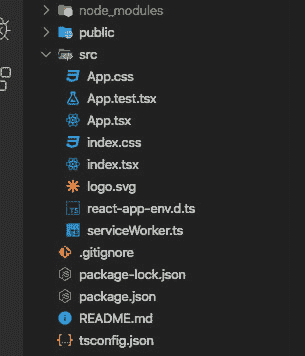 node_modules
public
src
App.css
App.test.tsx
App.tsx
index.css
index.tsx
logo.svg
TS react-app-env.d.ts
serviceWorker.ts
.gitignore
package-lock.json
package.json
README.md
tsconfig.json